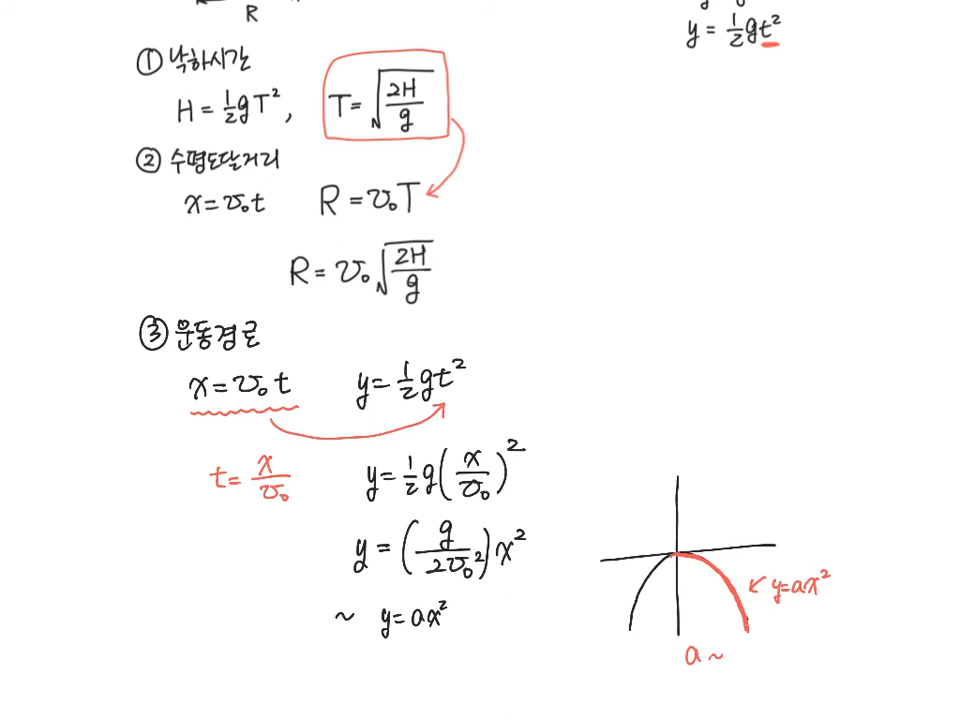 R
y = ½gt²
① 낙하시간
H = ½gT², T = √(2H/g)
② 수평도달거리
x = v₀t R = v₀T
R = v₀√(2H/g)
③ 운동경로
x = v₀t y = ½gt²
t = x/v₀ y = ½g(x/v₀)²
y = (g/2v₀²)x²
~ y = ax²
y=ax²
a ~